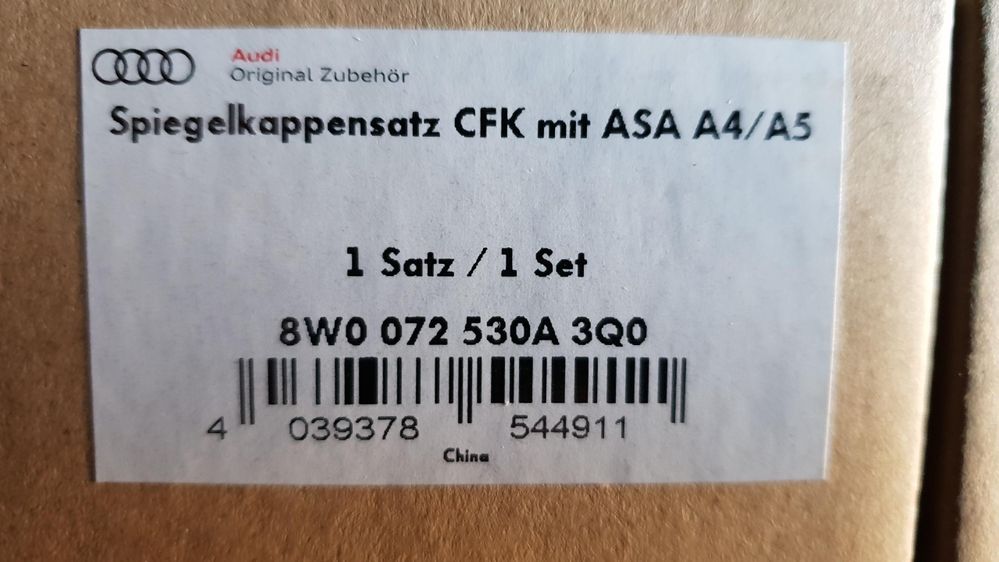 Audi
Original Zubehör
Spiegelkappensatz CFK mit ASA A4/A5
1 Satz / 1 Set
8W0 072 530A 3Q0
4 039378 544911
China